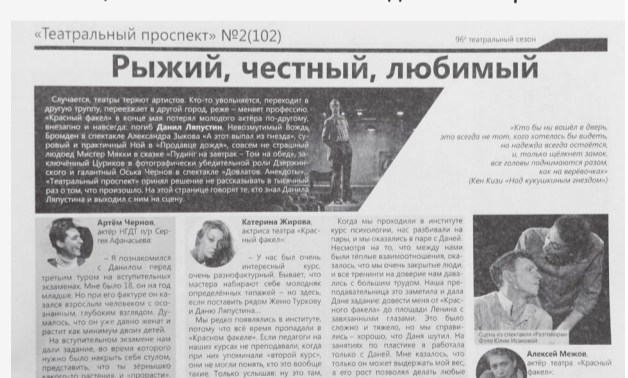 «Театральный проспект» №2(102)
96й театральный сезон
Рыжий, честный, любимый
Случается, театры теряют артистов. Кто-то увольняется, переходит в
другую труппу, переезжает в другой город, реже – меняет профессию.
«Красный факел» в конце мая потерял молодого актёра по-другому,
внезапно и навсегда: погиб Данил Ляпустин. Невозмутимый Вождь
Бромден в спектакле Александра Зыкова «А этот выпал из гнезда», су-
ровый и практичный Ной в «Продавце дождя», совсем не страшный
людоед Мистер Мякки в сказке «Пудинг на завтрак – Том на обед», за-
ключённый Цуриков в фотографически убедительной роли Дзержин-
ского и галантный Оська Чернов в спектакле «Довлатов. Анекдоты».
«Театральный проспект» принял решение не рассказывать в тысячный
раз о том, что произошло. На этой странице говорят те, кто знал Данила
Ляпустина и выходил с ним на сцену.
«Кто бы ни вошёл в дверь,
это всегда не тот, кого хотелось бы видеть,
но надежда всегда остаётся,
и, только щёлкнет замок,
все головы поднимаются разом,
как на верёвочках»
(Кен Кизи «Над кукушкиным гнездом»)
Артём Чернов,
актёр НГДТ п/р Сер-
гея Афанасьева:
– Я познакомился
с Данилом перед
третьим туром на вступительных
экзаменах. Мне было 18, он на год
младше. Но при его фактуре он ка-
зался взрослым человеком с осо-
знанным, глубоким взглядом. Ду-
малось, что он уже давно женат и
растит как минимум двоих детей.
На вступительном экзамене нам
дали задание, во время которого
нужно было накрыть себя стулом,
представить, что ты зёрнышко
какого-то растения, и «прорасти».
Катерина Жирова,
актриса театра «Крас-
ный факел»:
– У нас был очень
интересный курс,
очень разнофактурный. Бывает, что
мастера набирают себе молодняк
определённых типажей – но здесь,
если поставить рядом Женю Туркову
и Даню Ляпустина...
Мы редко появлялись в институте,
потому что всё время пропадали в
«Красном факеле». Если педагоги на
наших курсах не преподавали, когда
при них упоминали «второй курс»,
они не могли понять, кто это вообще
такие. Только услышав: ну это там,
Когда мы проходили в институте
курс психологии, нас разбивали на
пары, и мы оказались в паре с Даней.
Несмотря на то, что между нами
были тёплые взаимоотношения, ока-
залось, что мы очень закрытые люди,
и все тренинги на доверие нам дава-
лись с большим трудом. Наша пре-
подавательница это заметила и дала
Дане задание: довести меня от «Крас-
ного факела» до площади Ленина с
завязанными глазами. Это было
сложно и тяжело, но мы справи-
лись – хорошо, что Даня шутил. На
занятиях по пластике я работала
только с Даней. Мне казалось, что
только он может выдержать мой вес,
а его рост позволял делать любые
Сцена из спектакля «Разговоры»
Фото Юлии Исаковой
Алексей Межов,
актёр театра «Красный
факел»: